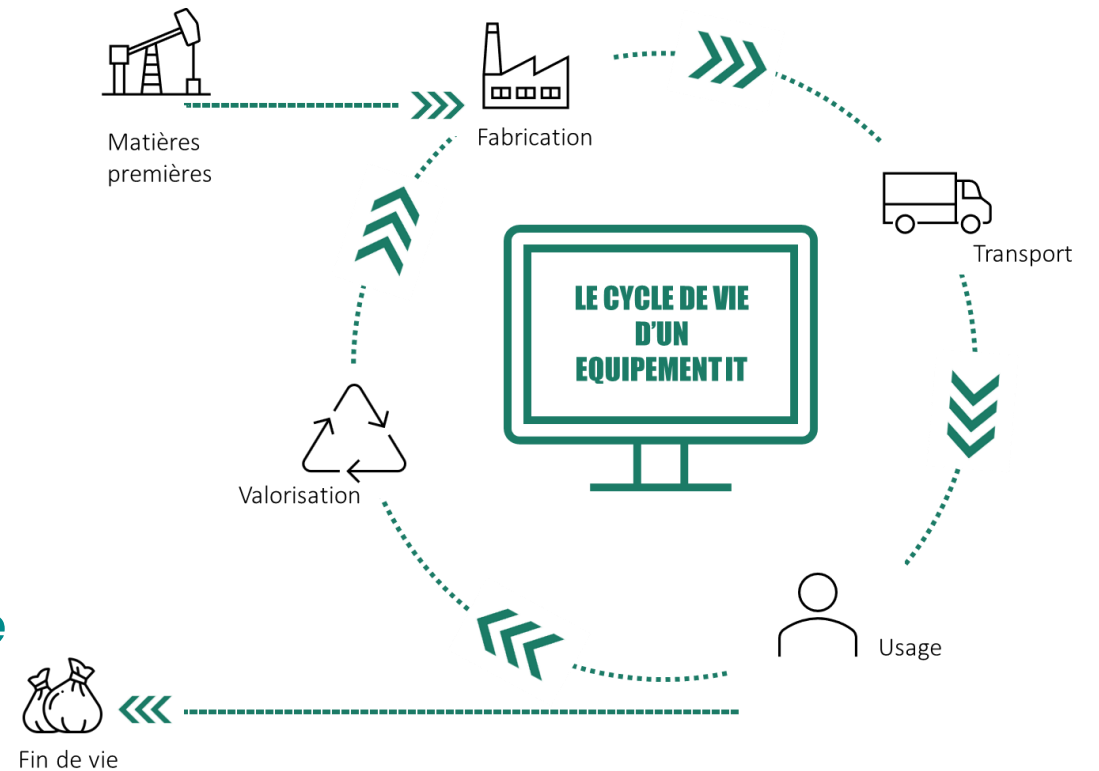 Matières
premières
Fabrication
Transport
LE CYCLE DE VIE
D'UN
EQUIPEMENT IT
Valorisation
Usage
e
Fin de vie